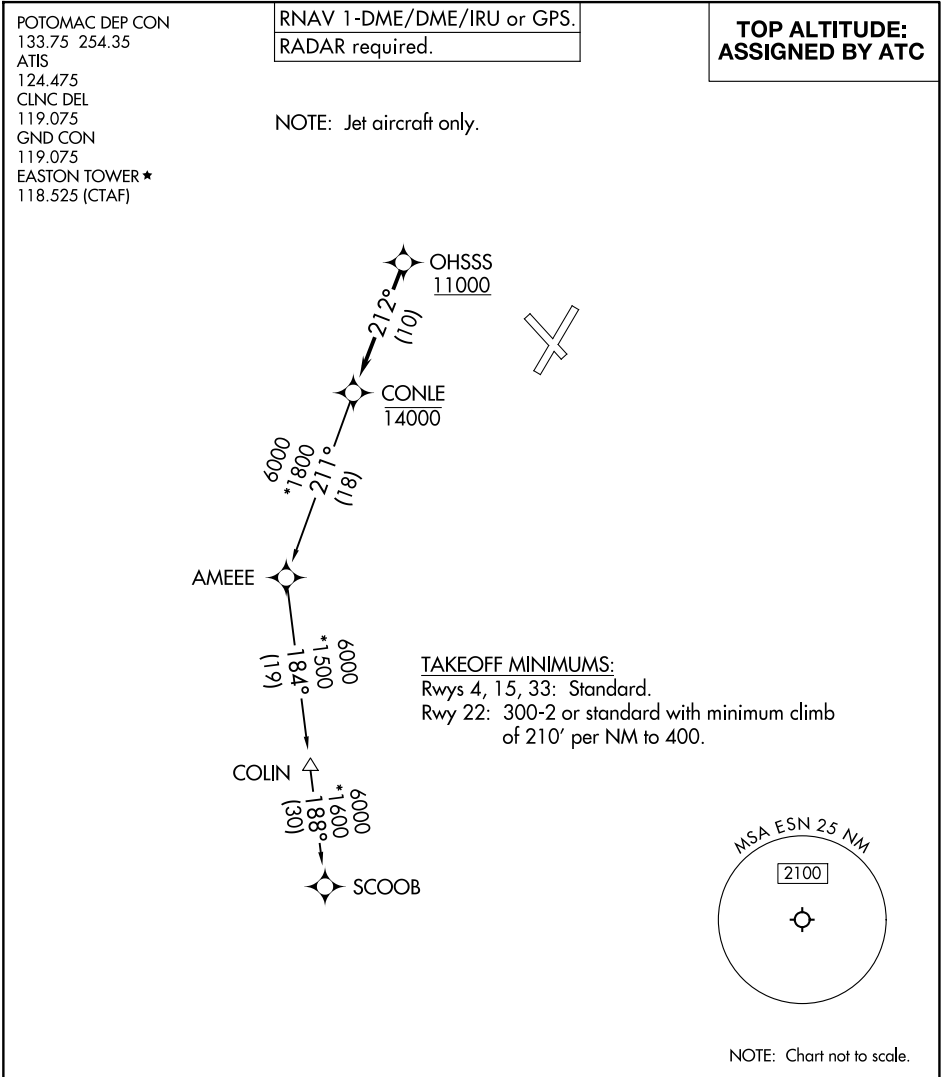 POTOMAC DEP CON
133.75 254.35
ATIS
124.475
CLNC DEL
119.075
GND CON
119.075
EASTON TOWER ★
118.525 (CTAF)
RNAV 1-DME/DME/IRU or GPS.
RADAR required.
TOP ALTITUDE:
ASSIGNED BY ATC
NOTE: Jet aircraft only.
OHSSS
11000
212°
(10)
CONLE
14000
6000
*1800
211°
(18)
AMEEE
6000
*1500
184°
(19)
TAKEOFF MINIMUMS:
Rwys 4, 15, 33: Standard.
Rwy 22: 300-2 or standard with minimum climb
of 210' per NM to 400.
COLIN
6000
*1600
188°
(30)
SCOOB
MSA ESN 25 NM
2100
NOTE: Chart not to scale.